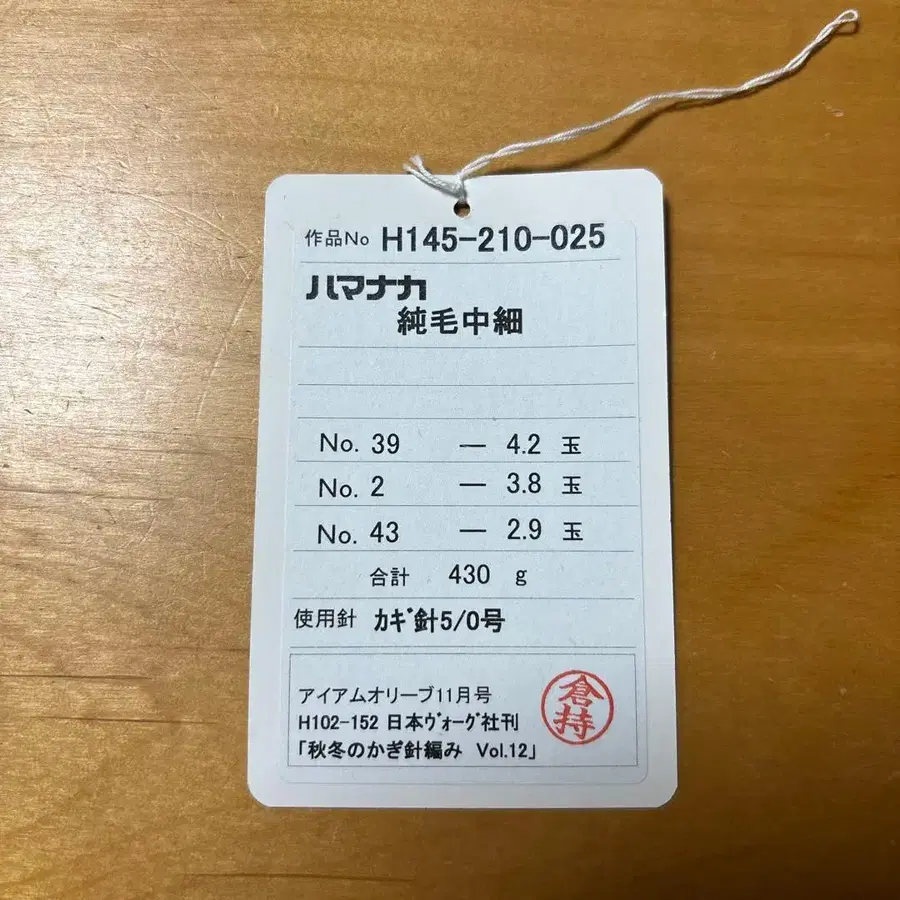 作品No H145-210-025
ハマナカ
純毛中細
No. 39 — 4.2 玉
No. 2 — 3.8 玉
No. 43 — 2.9 玉
合計 430 g
使用針 ｶｷﾞ針5/0号
アイアムオリーブ11月号
H102-152 日本ｳﾞｫｰｸﾞ社刊
「秋冬のかぎ針編み Vol.12」
倉持